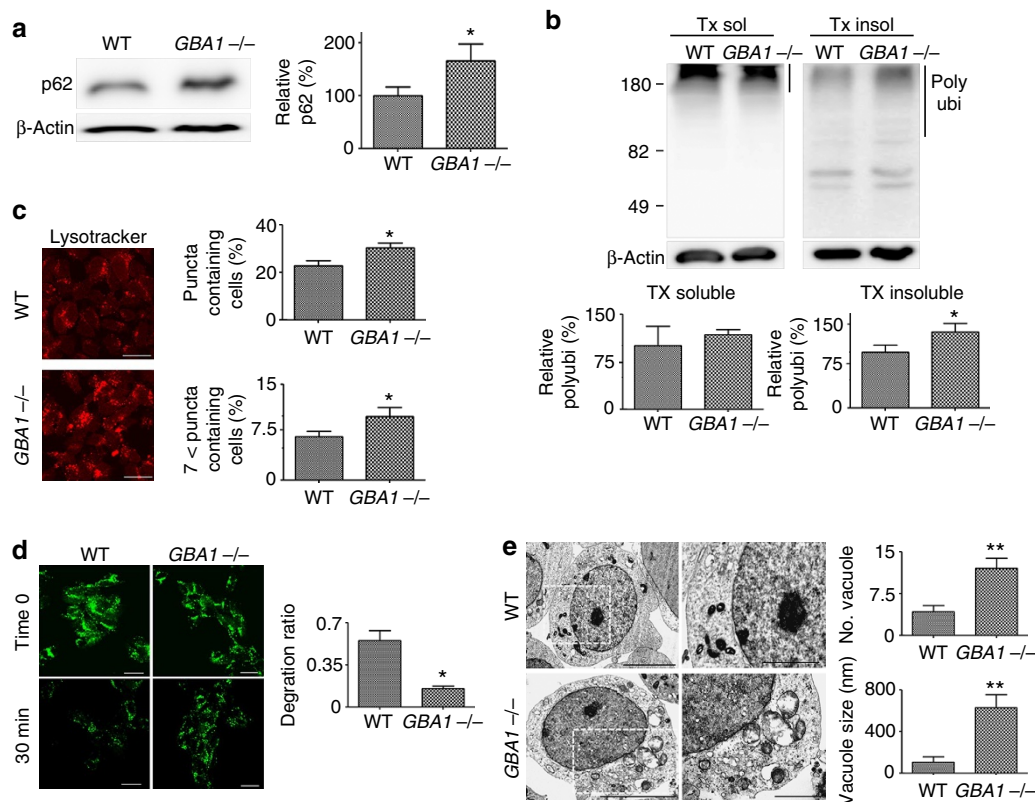 a
WT GBA1 –/–
p62
β-Actin
Relative
p62 (%)
200
100
0
*
WT
GBA1 –/–
b
Tx sol Tx insol
WT GBA1 –/– WT GBA1 –/–
180
82
49
Poly
ubi
β-Actin
TX soluble
Relative
polyubi (%)
150
75
0
WT GBA1 –/–
TX insoluble
Relative
polyubi (%)
150
75
0
*
WT GBA1 –/–
c
Lysotracker
WT
GBA1 –/–
Puncta
containing
cells (%)
40
20
0
*
WT GBA1 –/–
7 < puncta
containing
cells (%)
15
7.5
0
*
WT GBA1 –/–
d
WT GBA1 –/–
Time 0
30 min
Degration ratio
0.7
0.35
0
*
WT
GBA1 –/–
e
WT
GBA1 –/–
No. vacuole
15
7.5
0
**
WT GBA1 –/–
Vacuole size (nm)
800
400
0
**
WT GBA1 –/–